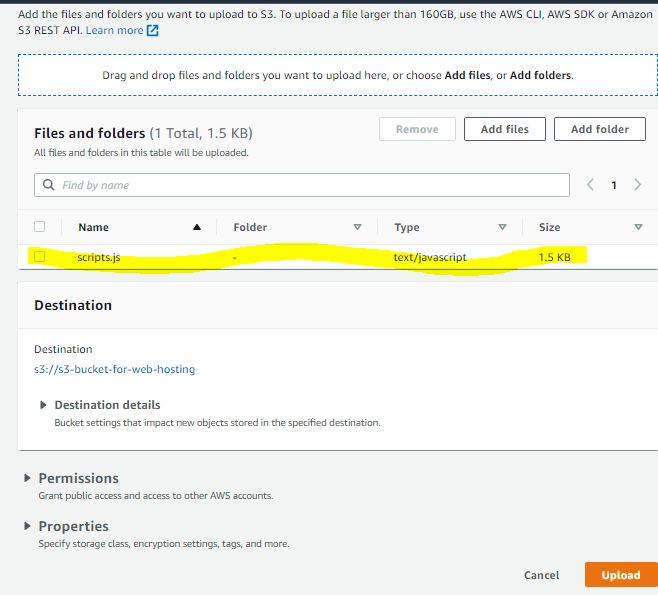 Add the files and folders you want to upload to S3. To upload a file larger than 160GB, use the AWS CLI, AWS SDK or Amazon
S3 REST API. Learn more
Drag and drop files and folders you want to upload here, or choose Add files, or Add folders.
Files and folders (1 Total, 1.5 KB)
Remove
Add files
Add folder
All files and folders in this table will be uploaded.
Find by name
1
Name Folder Type Size
scripts.js - text/javascript 1.5 KB
Destination
Destination
s3://s3-bucket-for-web-hosting
Destination details
Bucket settings that impact new objects stored in the specified destination.
Permissions
Grant public access and access to other AWS accounts.
Properties
Specify storage class, encryption settings, tags, and more.
Cancel
Upload